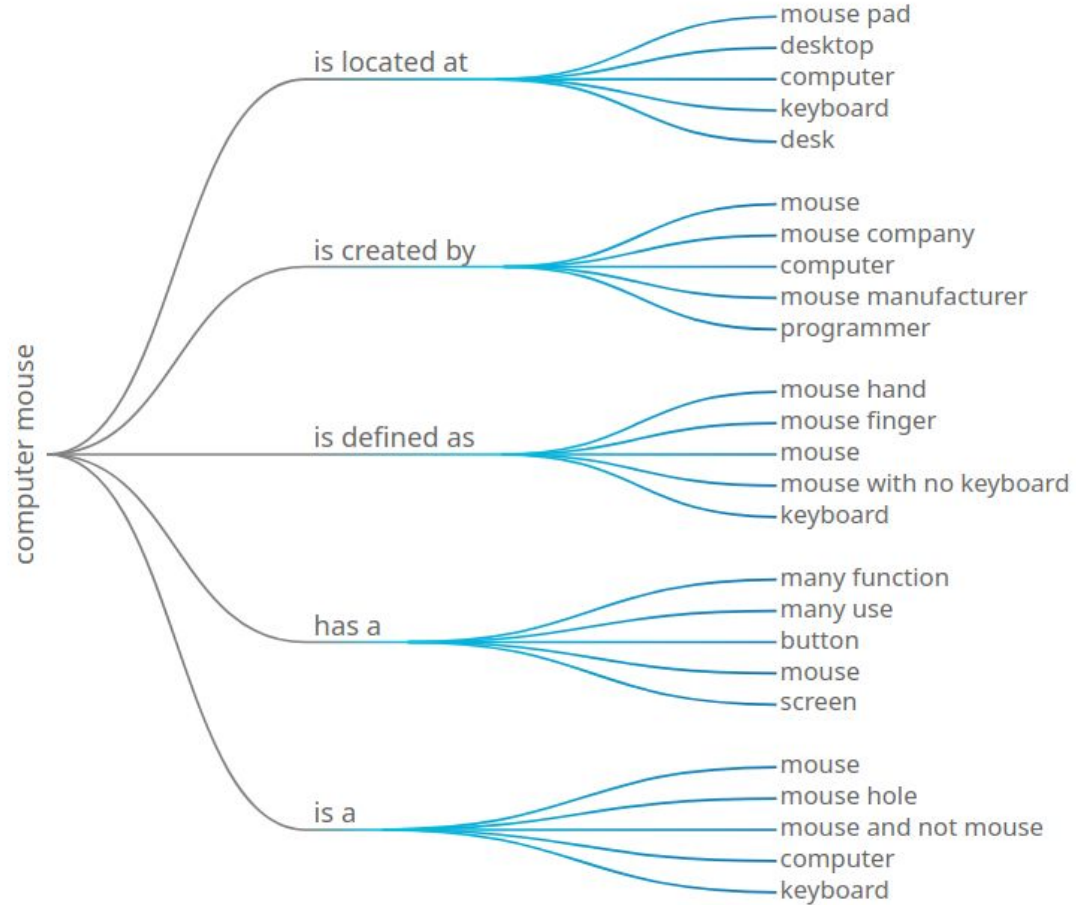 computer mouse
is located at
mouse pad
desktop
computer
keyboard
desk
is created by
mouse
mouse company
computer
mouse manufacturer
programmer
is defined as
mouse hand
mouse finger
mouse
mouse with no keyboard
keyboard
has a
many function
many use
button
mouse
screen
is a
mouse
mouse hole
mouse and not mouse
computer
keyboard